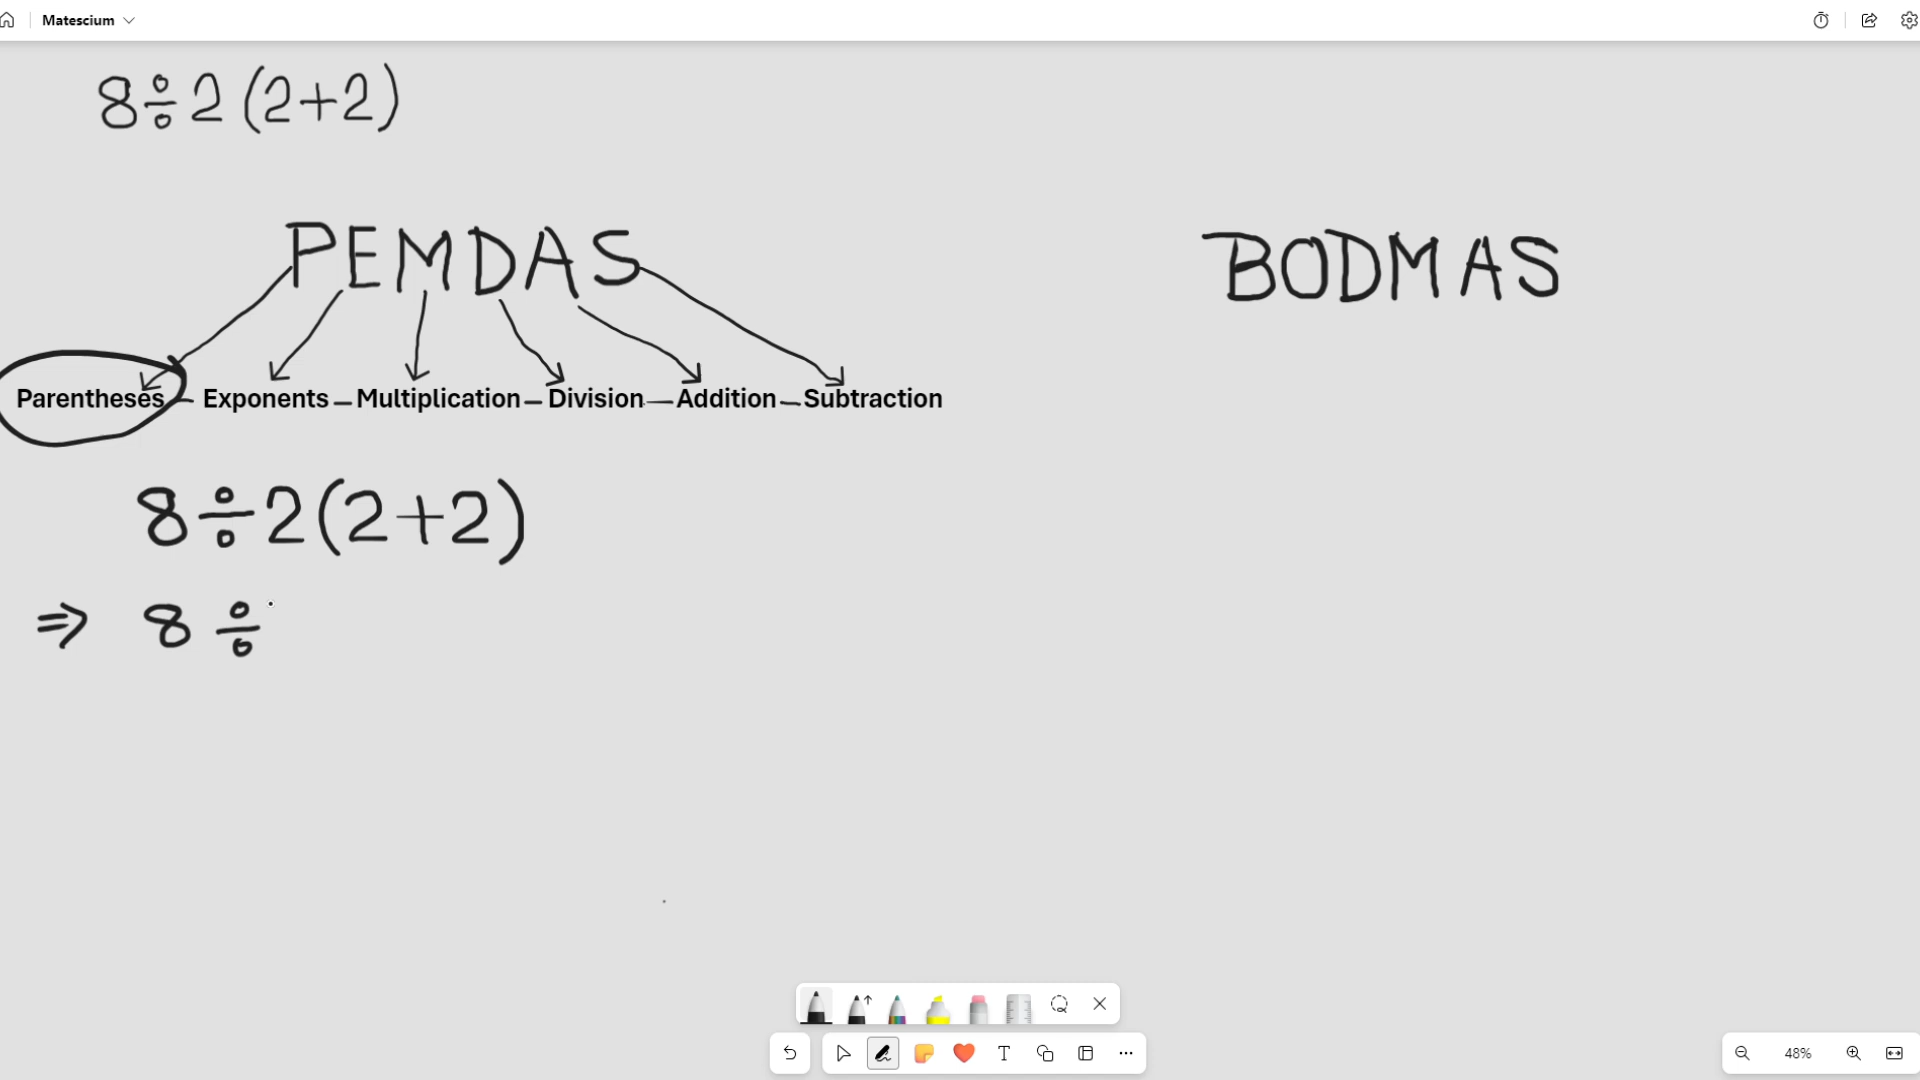 Matescium
8÷2(2+2)
PEMDAS
BODMAS
Parentheses - Exponents - Multiplication - Division - Addition - Subtraction
8÷2(2+2)
⇒ 8÷
T
48%